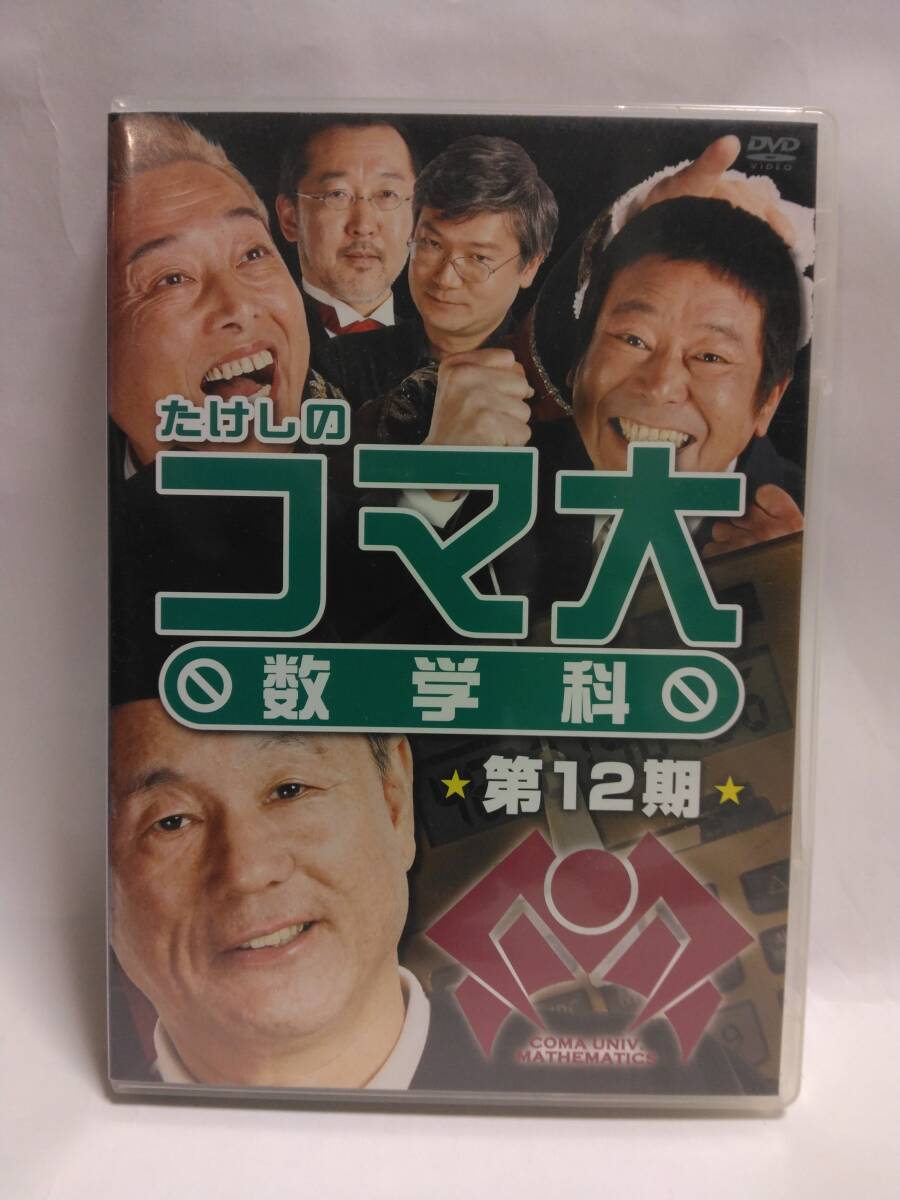 DVD
VIDEO
たけしの
コマ大
数学科
第12期
COMA UNIV.
MATHEMATICS